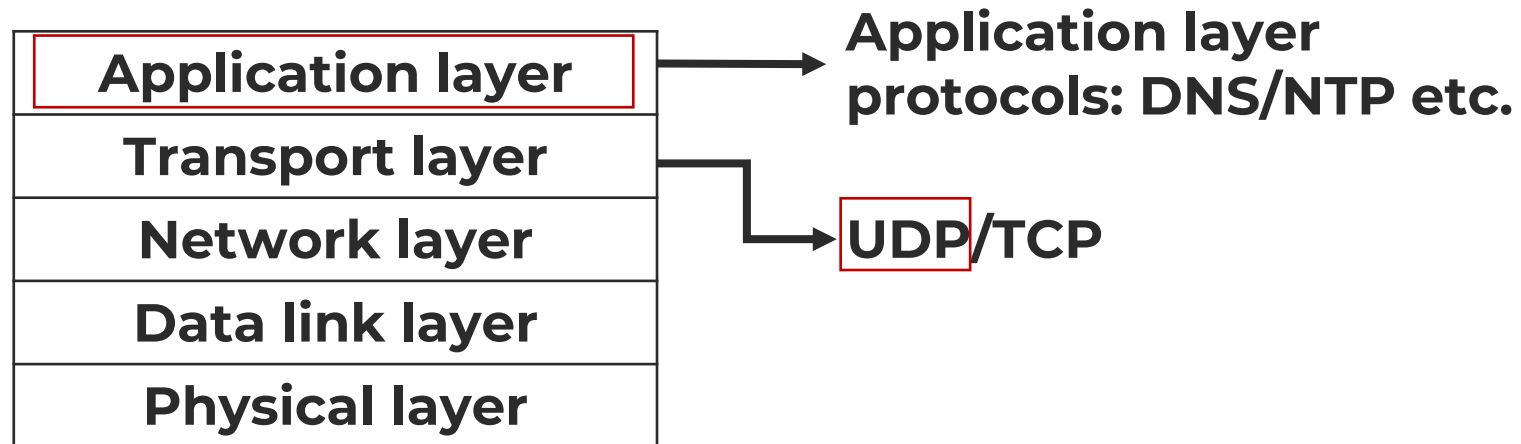 Application layer
Transport layer
Network layer
Data link layer
Physical layer
Application layer
protocols: DNS/NTP etc.
UDP/TCP